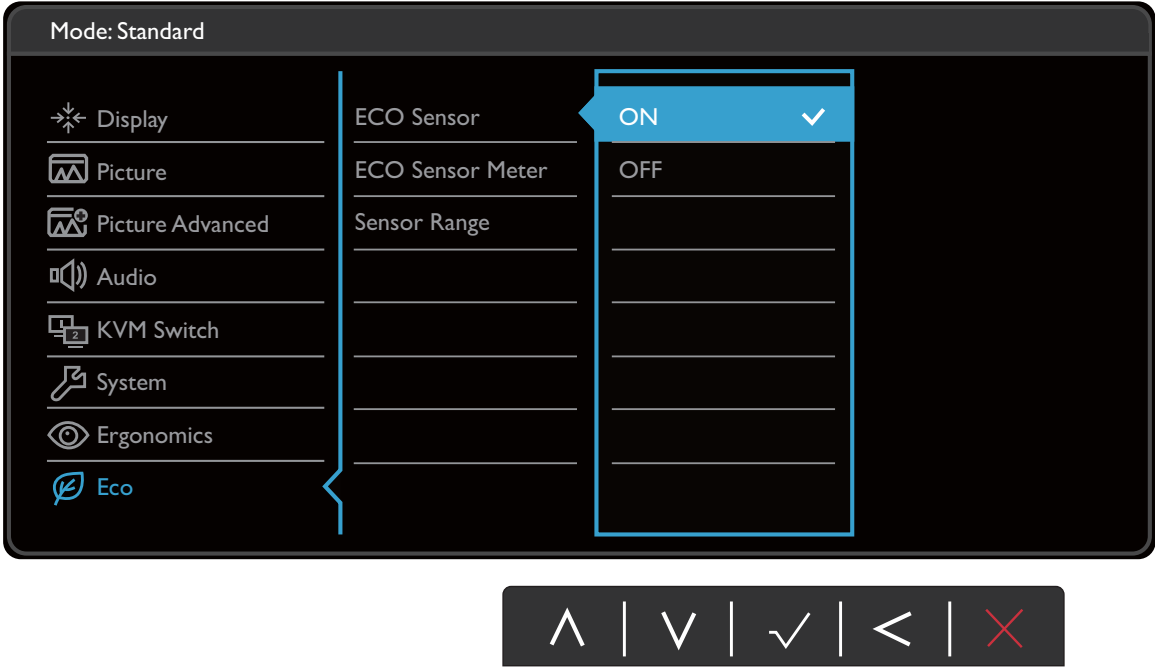 Mode: Standard
Display
Picture
Picture Advanced
Audio
KVM Switch
2
System
Ergonomics
Eco
ECO Sensor
ECO Sensor Meter
Sensor Range
ON
OFF